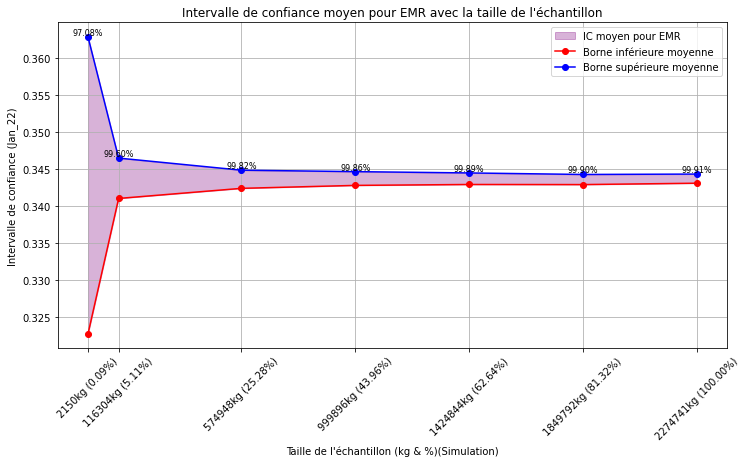 Intervalle de confiance moyen pour EMR avec la taille de l'échantillon
IC moyen pour EMR
Borne inférieure moyenne
Borne supérieure moyenne
97.08%
99.60%
99.82%
99.86%
99.89%
99.90%
99.91%
Intervalle de confiance (Jan_22)
0.360
0.355
0.350
0.345
0.340
0.335
0.330
0.325
2150kg (0.09%)
116304kg (5.11%)
574948kg (25.28%)
999896kg (43.96%)
1424844kg (62.64%)
1849792kg (81.32%)
2274741kg (100.00%)
Taille de l'échantillon (kg & %)(Simulation)